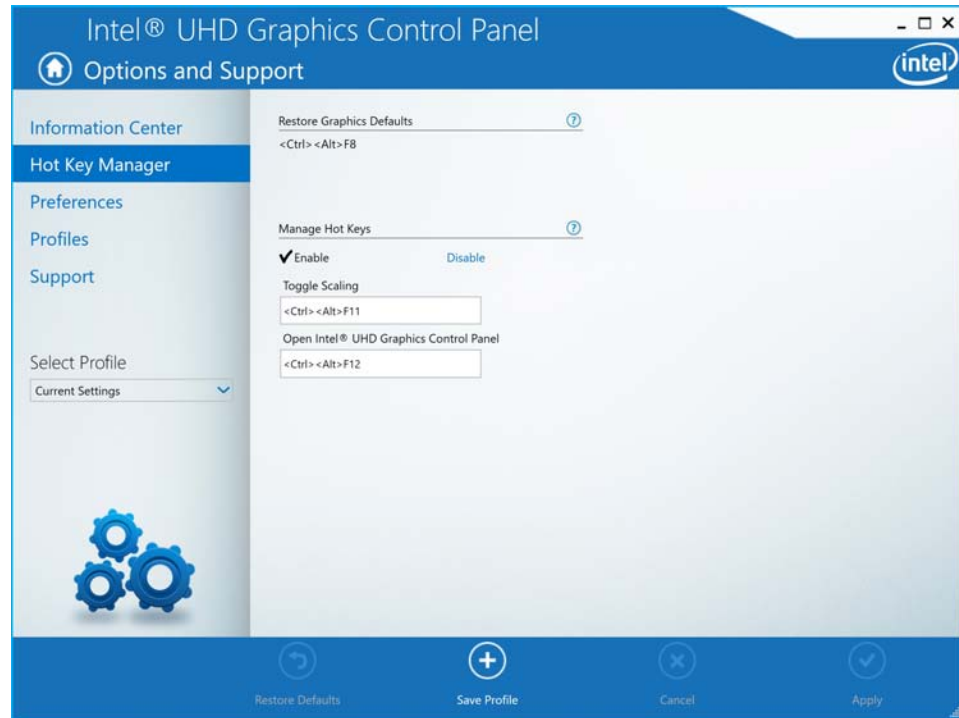 Intel® UHD Graphics Control Panel
Options and Support
intel
Information Center
Hot Key Manager
Preferences
Profiles
Support
Select Profile
Current Settings
Restore Graphics Defaults ?
<Ctrl><Alt>F8
Manage Hot Keys ?
Enable Disable
Toggle Scaling
<Ctrl><Alt>F11
Open Intel® UHD Graphics Control Panel
<Ctrl><Alt>F12
Restore Defaults Save Profile Cancel Apply